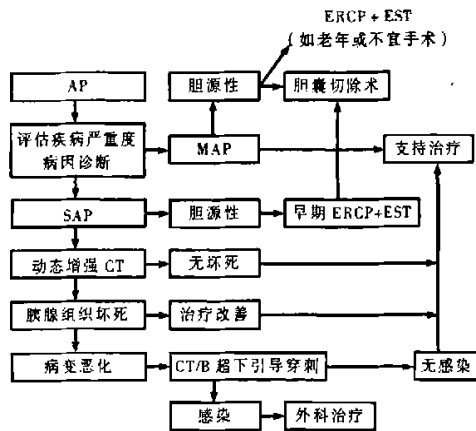 ERCP + EST
(如老年或不宜手术)
AP
胆源性
胆囊切除术
评估疾病严重度
病因诊断
MAP
支持治疗
SAP
胆源性
早期 ERCP+EST
动态增强 CT
无坏死
胰腺组织坏死
治疗改善
病变恶化
CT/B 超下引导穿刺
无感染
感染
外科治疗